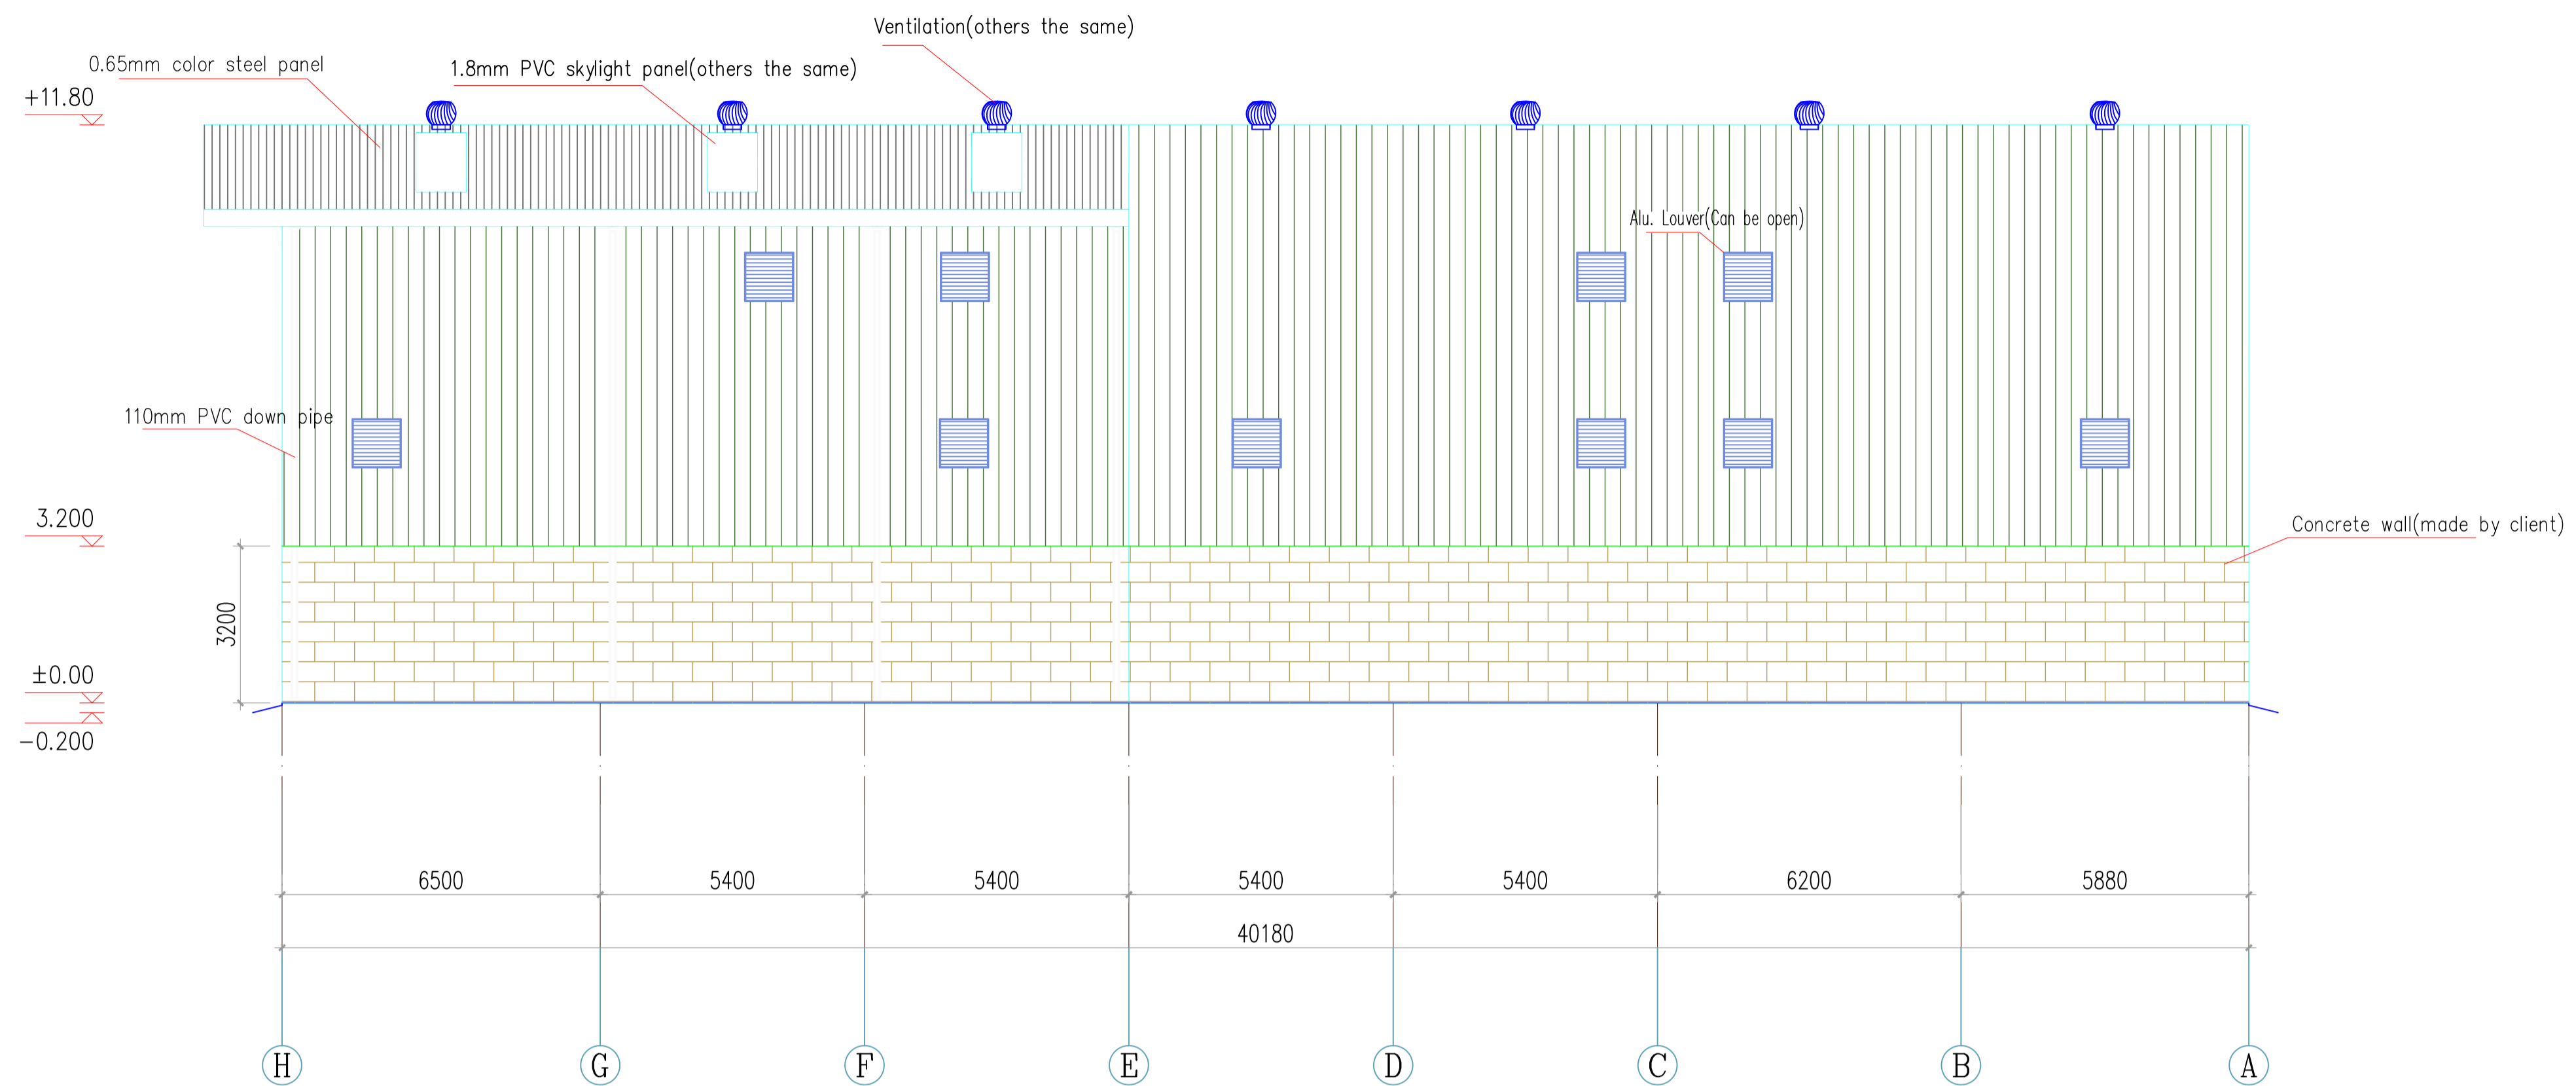 Ventilation(others the same)
0.65mm color steel panel
1.8mm PVC skylight panel(others the same)
+11.80
Alu. Louver(Can be open)
110mm PVC down pipe
3.200
Concrete wall(made by client)
3200
±0.00
-0.200
6500 5400 5400 5400 5400 6200 5880
40180
H G F E D C B A